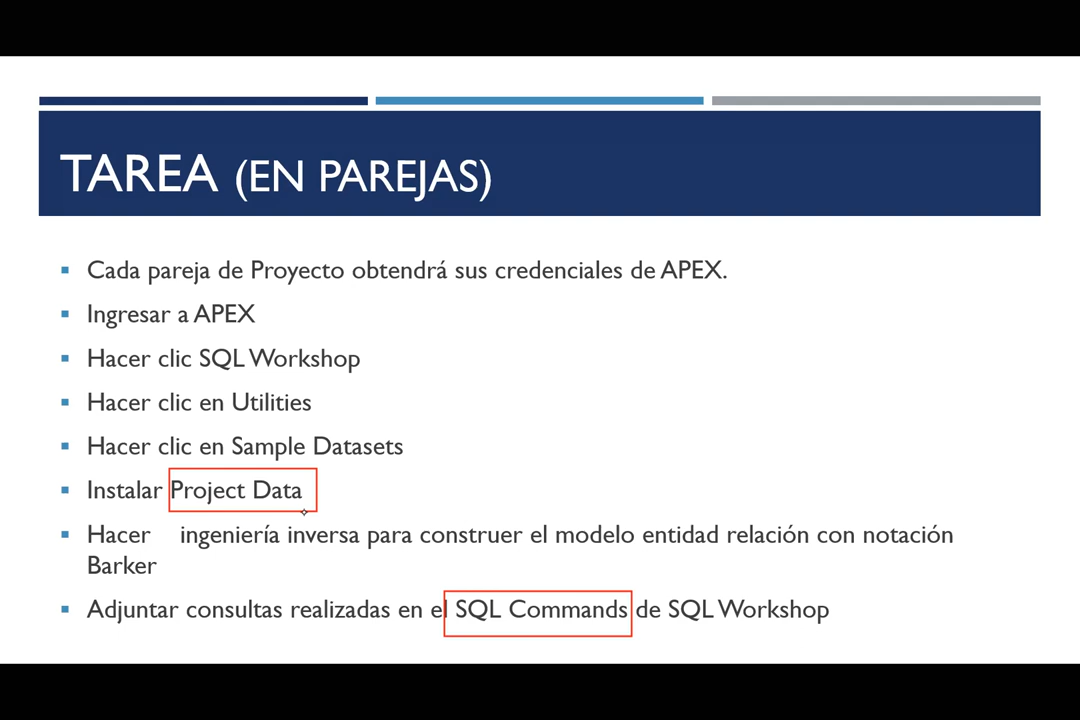 TAREA (EN PAREJAS)
Cada pareja de Proyecto obtendrá sus credenciales de APEX.
Ingresar a APEX
Hacer clic SQL Workshop
Hacer clic en Utilities
Hacer clic en Sample Datasets
Instalar Project Data
Hacer ingeniería inversa para construer el modelo entidad relación con notación
Barker
Adjuntar consultas realizadas en el SQL Commands de SQL Workshop